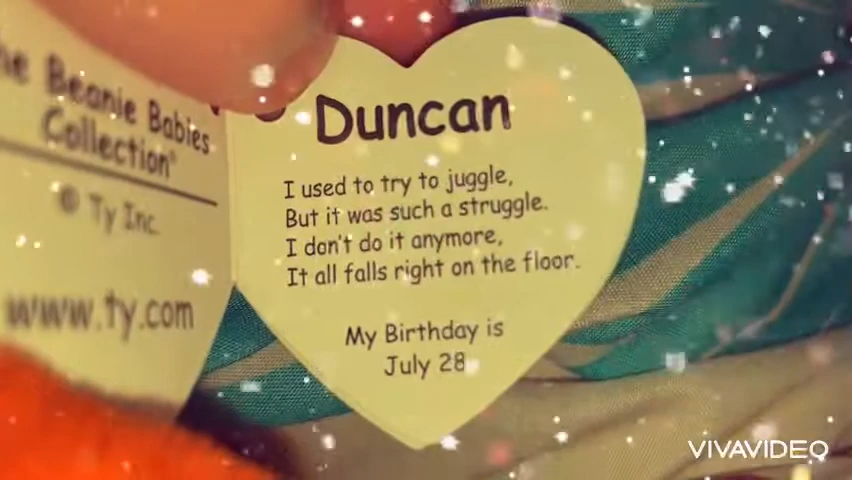 The Beanie Babies
Collection®
© Ty Inc.
www.ty.com
Duncan
I used to try to juggle,
But it was such a struggle.
I don't do it anymore,
It all falls right on the floor.
My Birthday is
July 28
VIVAVIDEO